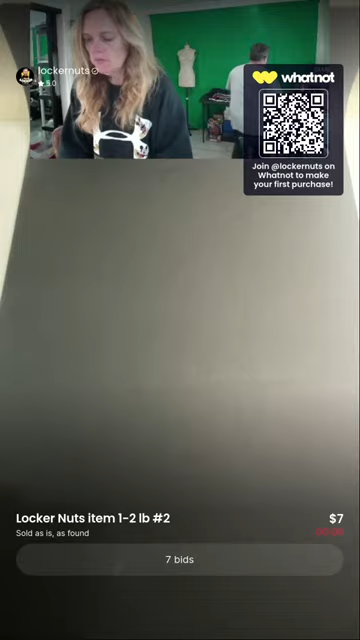 lockernuts
★ 5.0
whatnot
Join @lockernuts on
Whatnot to make
your first purchase!
Locker Nuts item 1-2 lb #2
$7
Sold as is, as found
00:00
7 bids